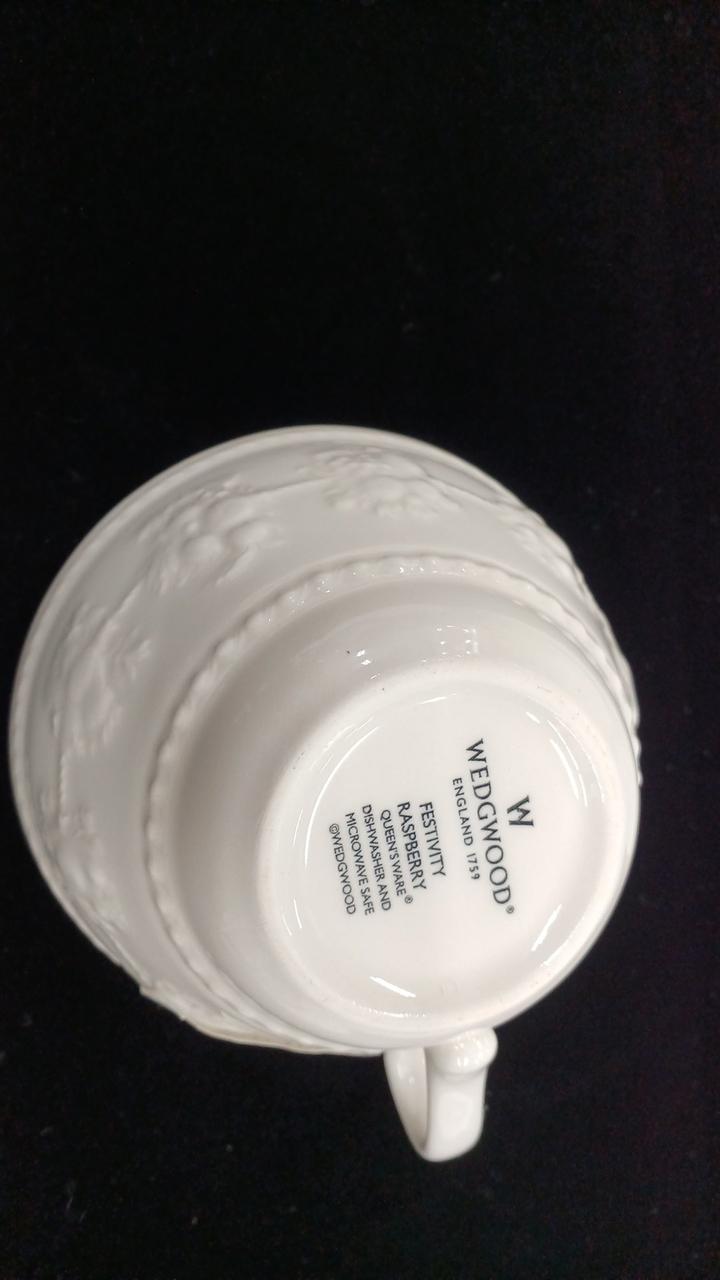 W
WEDGWOOD®
ENGLAND 1759
FESTIVITY
RASPBERRY
QUEEN'S WARE®
DISHWASHER AND
MICROWAVE SAFE
©WEDGWOOD